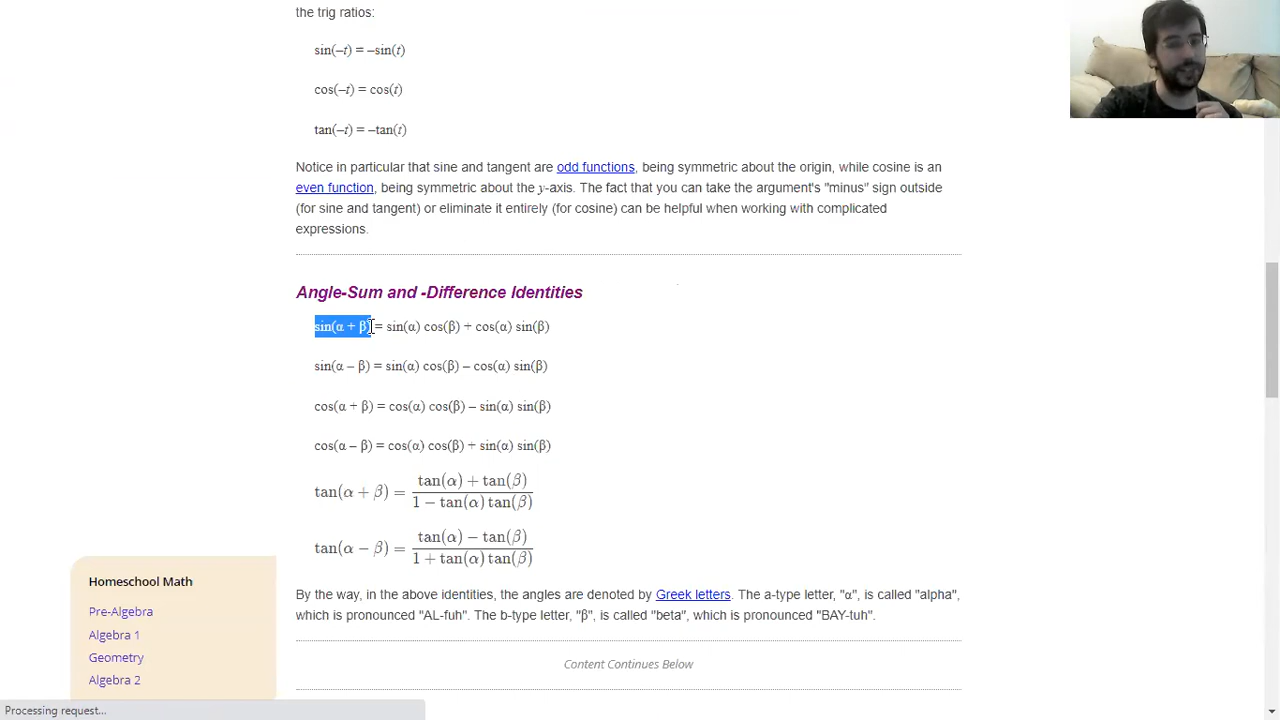 the trig ratios:
sin(–t) = –sin(t)
cos(–t) = cos(t)
tan(–t) = –tan(t)
Notice in particular that sine and tangent are odd functions, being symmetric about the origin, while cosine is an
even function, being symmetric about the y-axis. The fact that you can take the argument's "minus" sign outside
(for sine and tangent) or eliminate it entirely (for cosine) can be helpful when working with complicated
expressions.
Angle-Sum and -Difference Identities
sin(α + β) = sin(α) cos(β) + cos(α) sin(β)
sin(α – β) = sin(α) cos(β) – cos(α) sin(β)
cos(α + β) = cos(α) cos(β) – sin(α) sin(β)
cos(α – β) = cos(α) cos(β) + sin(α) sin(β)
tan(α + β) = (tan(α) + tan(β)) / (1 − tan(α) tan(β))
tan(α − β) = (tan(α) − tan(β)) / (1 + tan(α) tan(β))
By the way, in the above identities, the angles are denoted by Greek letters. The a-type letter, "α", is called "alpha",
which is pronounced "AL-fuh". The b-type letter, "β", is called "beta", which is pronounced "BAY-tuh".
Content Continues Below
Homeschool Math
Pre-Algebra
Algebra 1
Geometry
Algebra 2
Processing request...